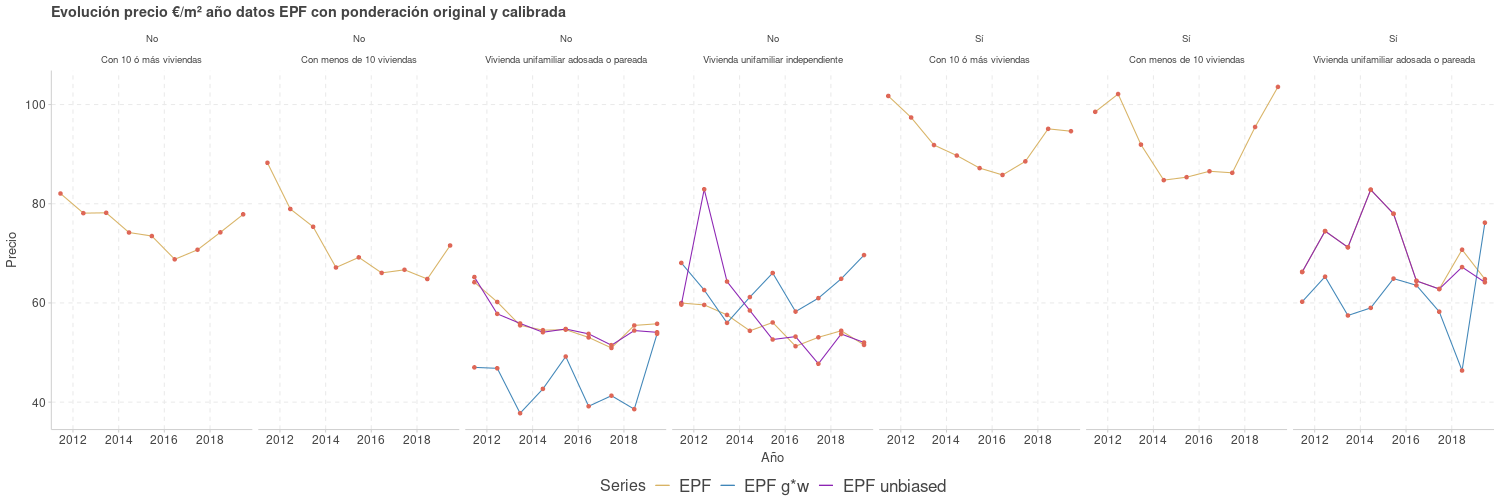 Evolución precio €/m² año datos EPF con ponderación original y calibrada
No No No No Sí Sí Sí
Con 10 ó más viviendas Con menos de 10 viviendas Vivienda unifamiliar adosada o pareada Vivienda unifamiliar independiente Con 10 ó más viviendas Con menos de 10 viviendas Vivienda unifamiliar adosada o pareada
100
80
60
40
Precio
2012 2014 2016 2018 2012 2014 2016 2018 2012 2014 2016 2018 2012 2014 2016 2018 2012 2014 2016 2018 2012 2014 2016 2018 2012 2014 2016 2018
Año
Series EPF EPF g*w EPF unbiased